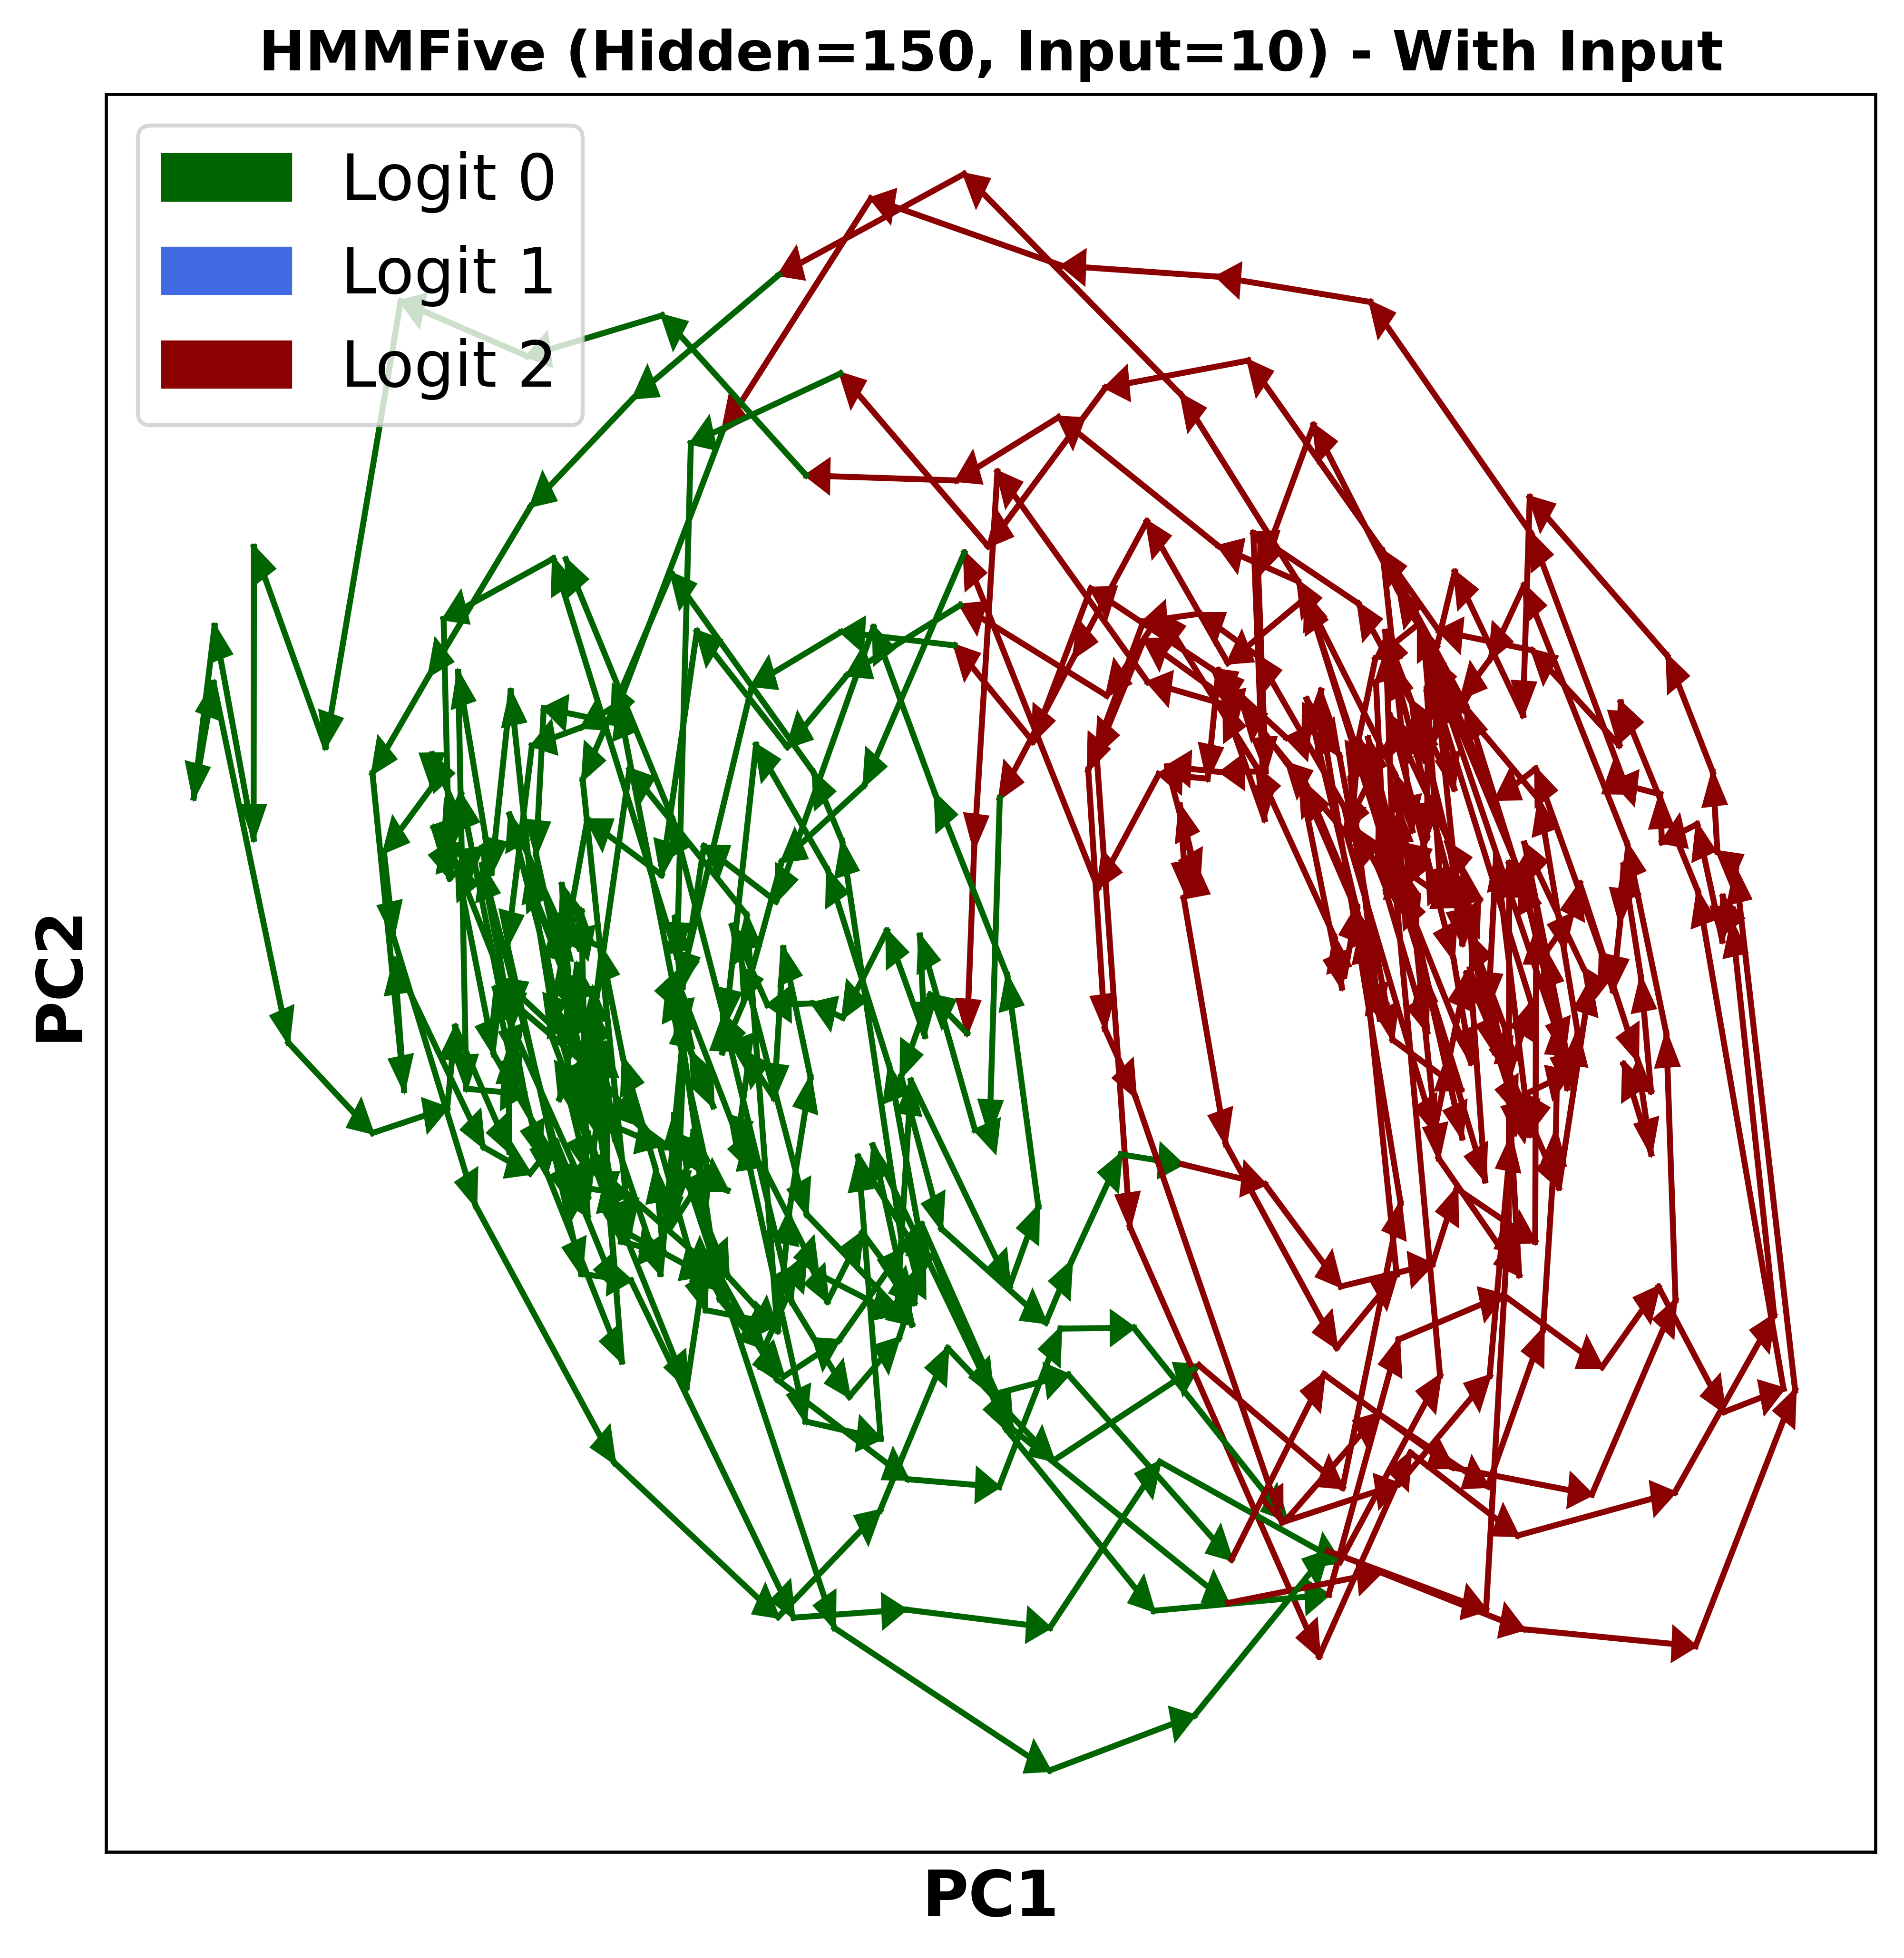 HMMFive (Hidden=150, Input=10) - With Input
Logit 0
Logit 1
Logit 2
PC2
PC1